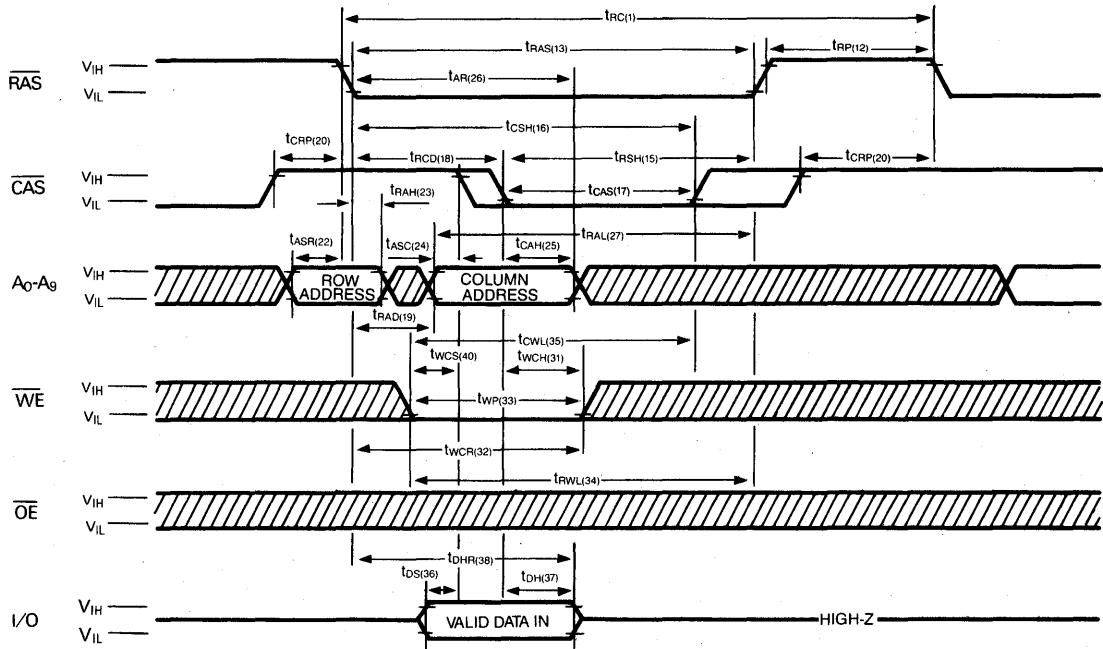 tRC(1)
tRAS(13)
tRP(12)
RAS
VIH
VIL
tAR(26)
tCSH(16)
tCRP(20)
tRCD(18)
tRSH(15)
tCRP(20)
CAS
VIH
VIL
tRAH(23)
tCAS(17)
tRAL(27)
tASR(22)
tASC(24)
tCAH(25)
A0-A9
VIH
VIL
ROW
ADDRESS
COLUMN
ADDRESS
tRAD(19)
tCWL(35)
tWCS(40)
tWCH(31)
WE
VIH
VIL
tWP(33)
tWCR(32)
tRWL(34)
OE
VIH
VIL
tDHR(38)
tDS(36)
tDH(37)
I/O
VIH
VIL
VALID DATA IN
HIGH-Z